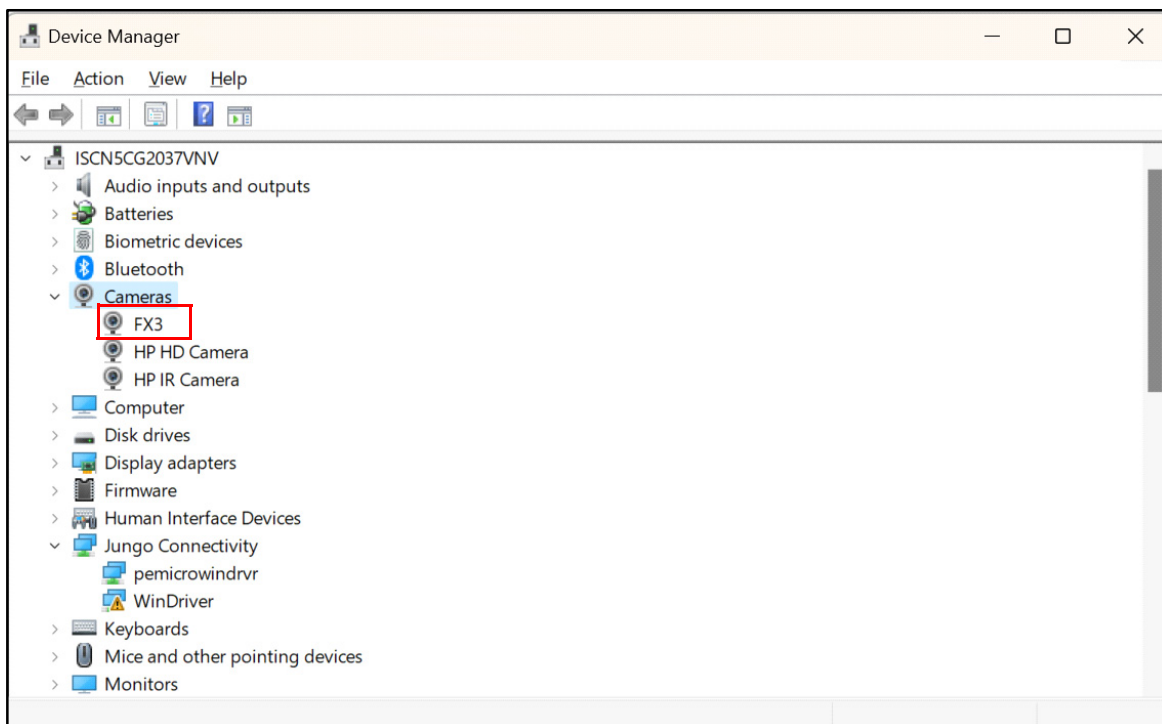 Device Manager
File Action View Help
ISCN5CG2037VNV
Audio inputs and outputs
Batteries
Biometric devices
Bluetooth
Cameras
FX3
HP HD Camera
HP IR Camera
Computer
Disk drives
Display adapters
Firmware
Human Interface Devices
Jungo Connectivity
pemicrowindrvr
WinDriver
Keyboards
Mice and other pointing devices
Monitors